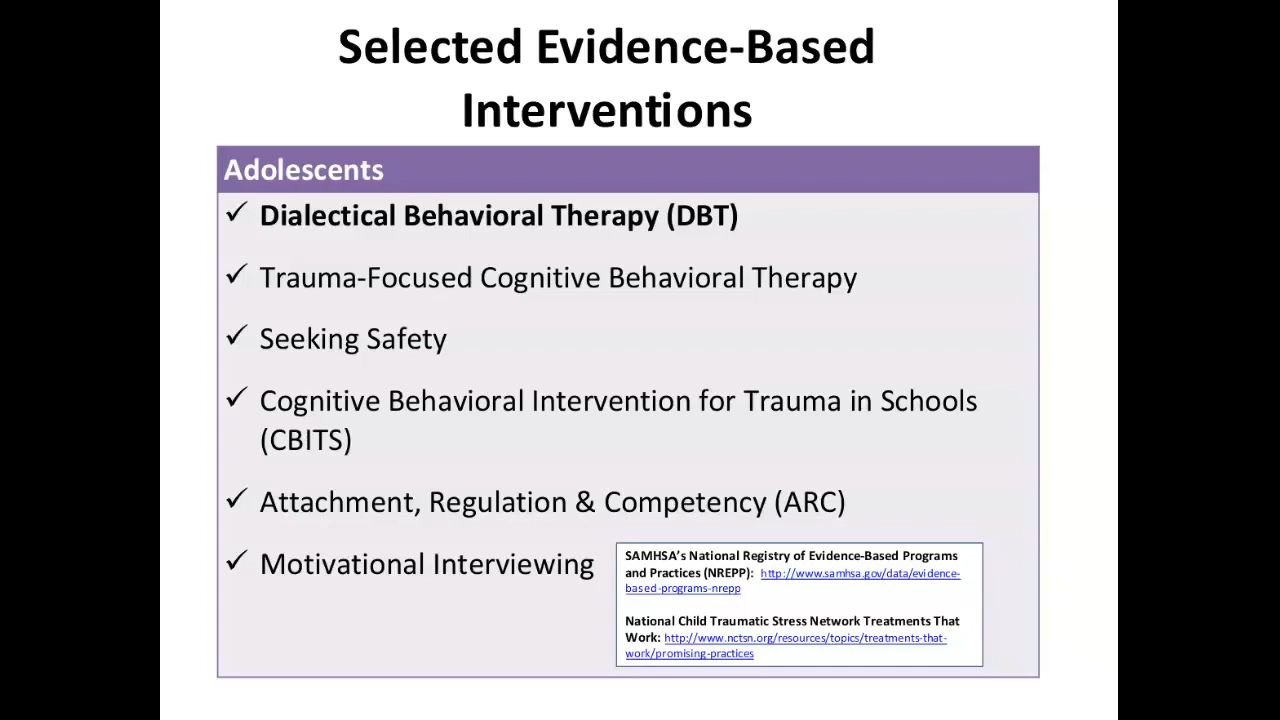 Selected Evidence-Based
Interventions
Adolescents
✓ Dialectical Behavioral Therapy (DBT)
✓ Trauma-Focused Cognitive Behavioral Therapy
✓ Seeking Safety
✓ Cognitive Behavioral Intervention for Trauma in Schools
(CBITS)
✓ Attachment, Regulation & Competency (ARC)
✓ Motivational Interviewing
SAMHSA’s National Registry of Evidence-Based Programs
and Practices (NREPP): http://www.samhsa.gov/data/evidence-
based-programs-nrepp
National Child Traumatic Stress Network Treatments That
Work: http://www.nctsn.org/resources/topics/treatments-that-
work/promising-practices